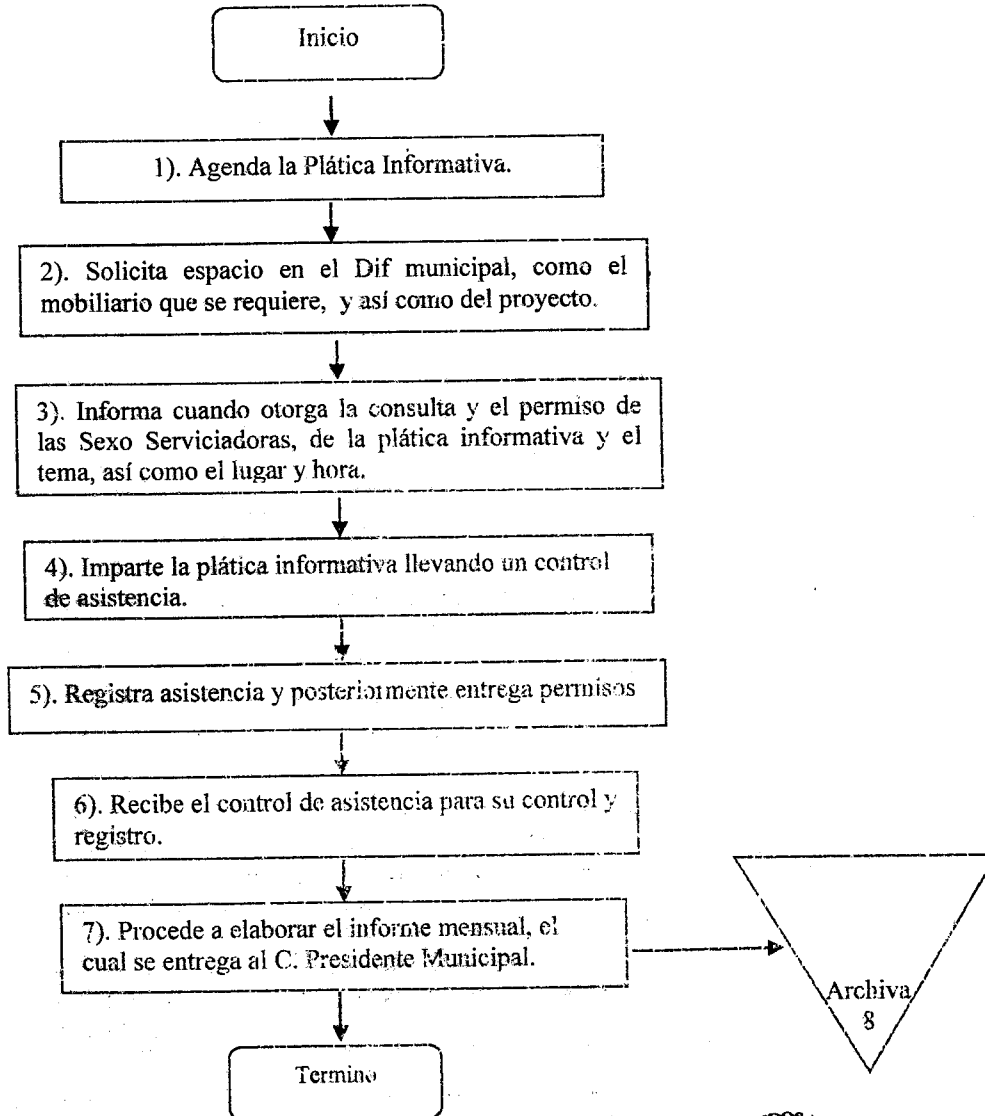 Inicio
1). Agenda la Plática Informativa.
2). Solicita espacio en el Dif municipal, como el
mobiliario que se requiere, y así como del proyecto.
3). Informa cuando otorga la consulta y el permiso de
las Sexo Serviciadoras, de la plática informativa y el
tema, así como el lugar y hora.
4). Imparte la plática informativa llevando un control
de asistencia.
5). Registra asistencia y posteriormente entrega permisos
6). Recibe el control de asistencia para su control y
registro.
7). Procede a elaborar el informe mensual, el
cual se entrega al C. Presidente Municipal.
Archiva
8
Termino